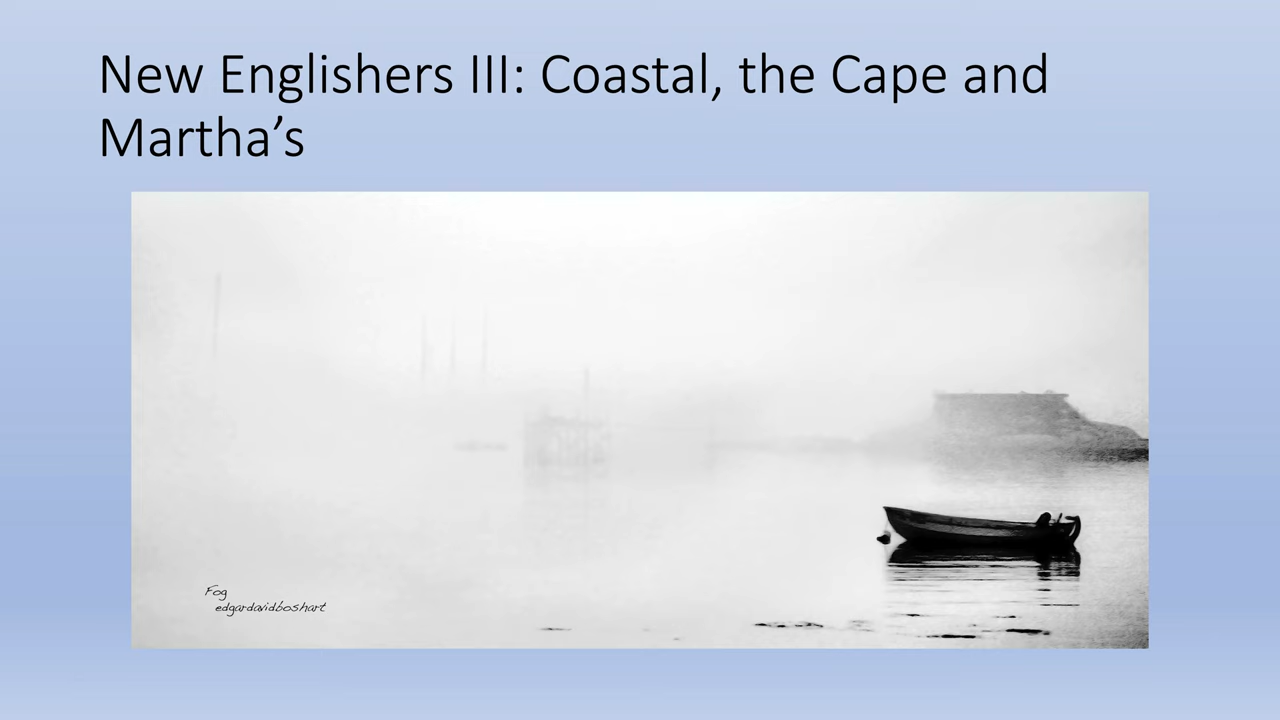 New Englishers III: Coastal, the Cape and
Martha’s
Fog
edgardavidboshart